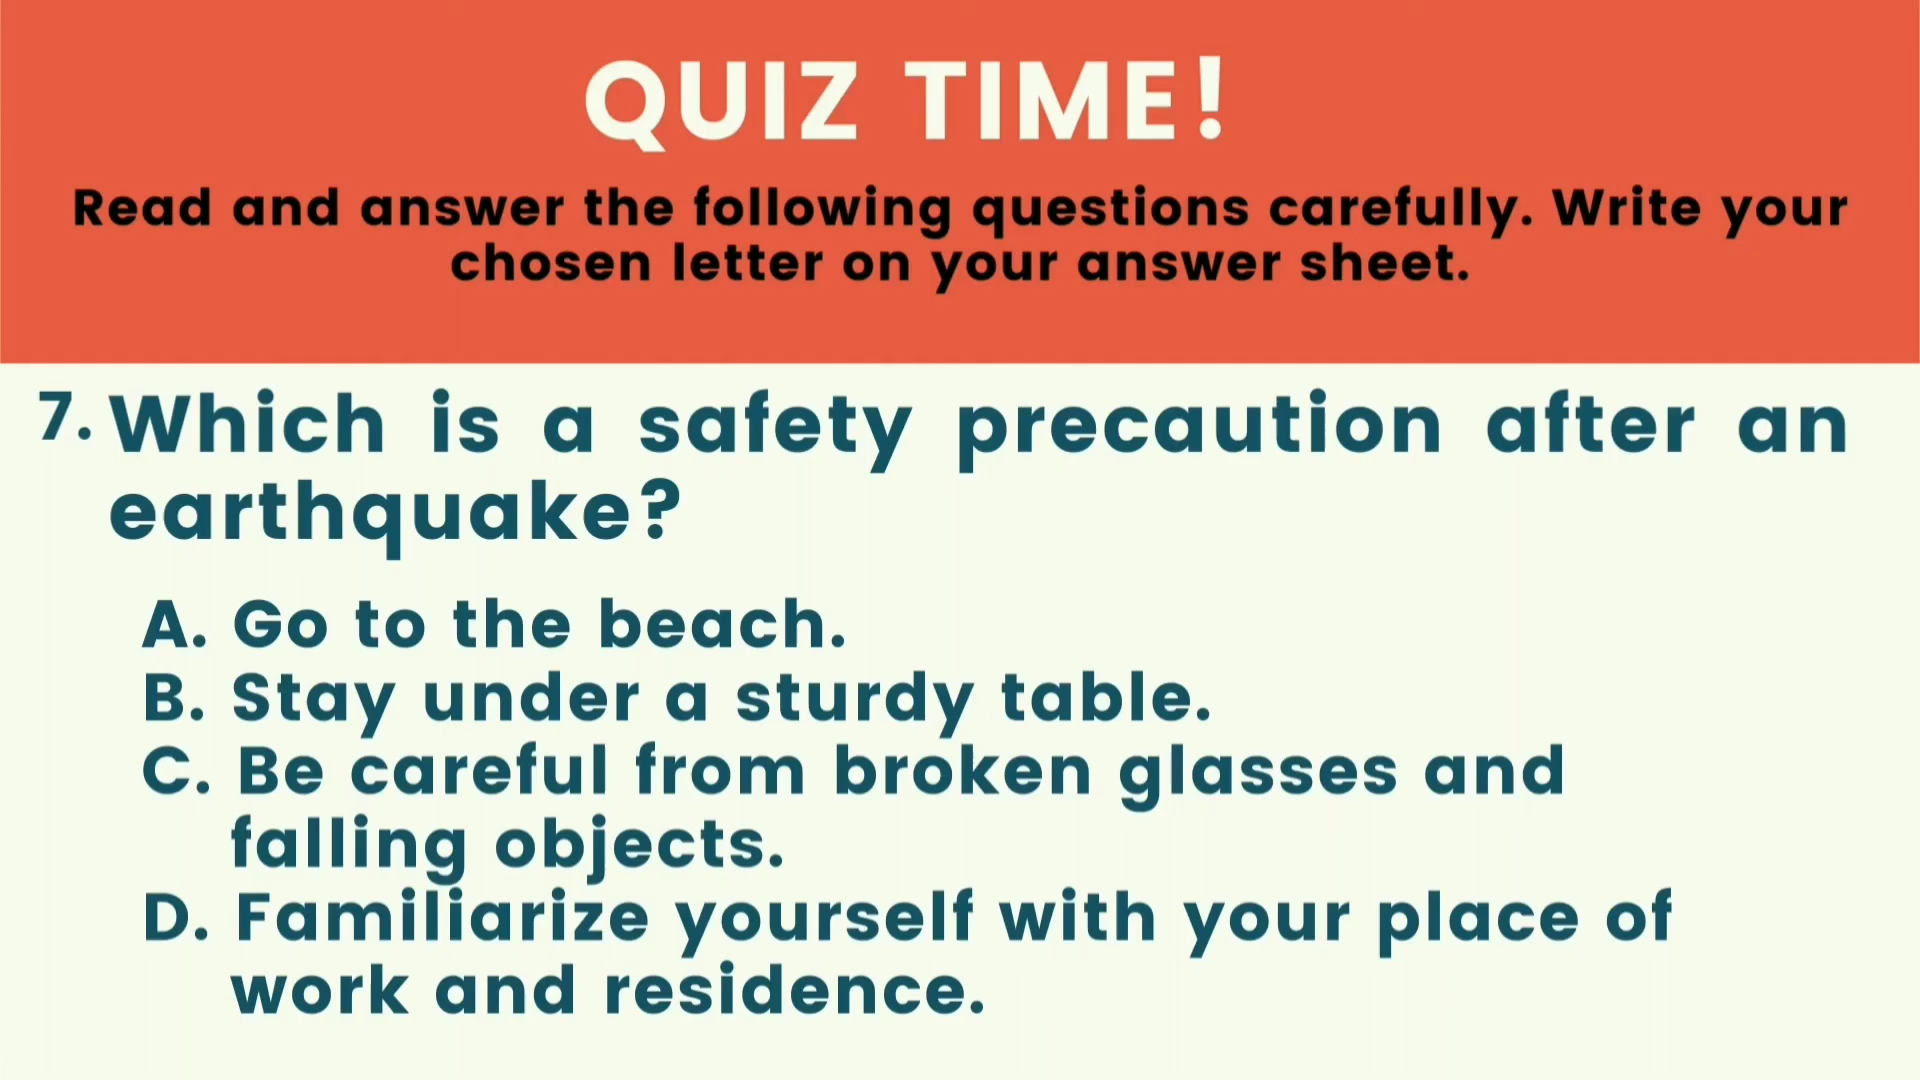 QUIZ TIME!
Read and answer the following questions carefully. Write your
chosen letter on your answer sheet.
7. Which is a safety precaution after an
earthquake?
A. Go to the beach.
B. Stay under a sturdy table.
C. Be careful from broken glasses and
falling objects.
D. Familiarize yourself with your place of
work and residence.